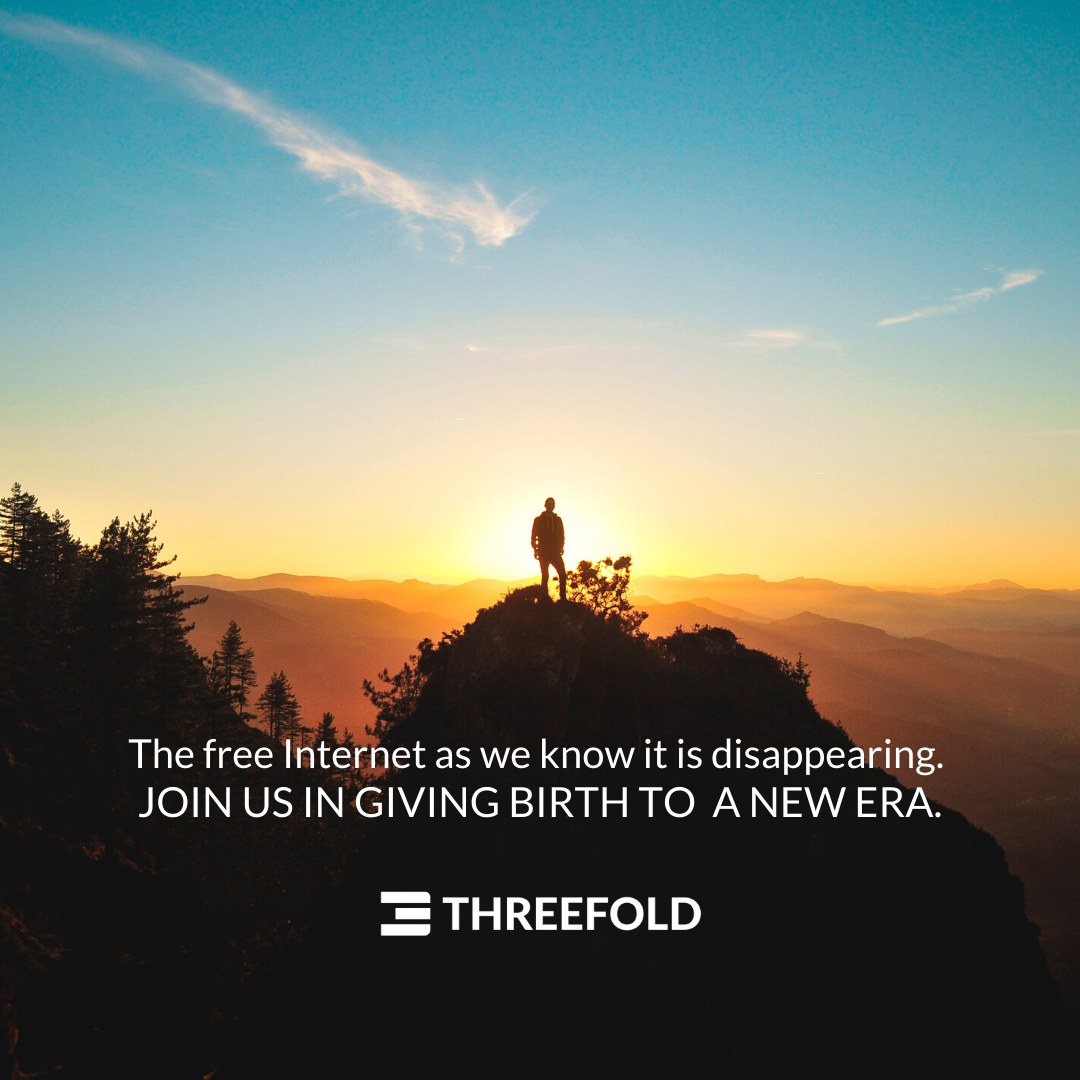 The free Internet as we know it is disappearing.
JOIN US IN GIVING BIRTH TO  A NEW ERA.
THREEFOLD